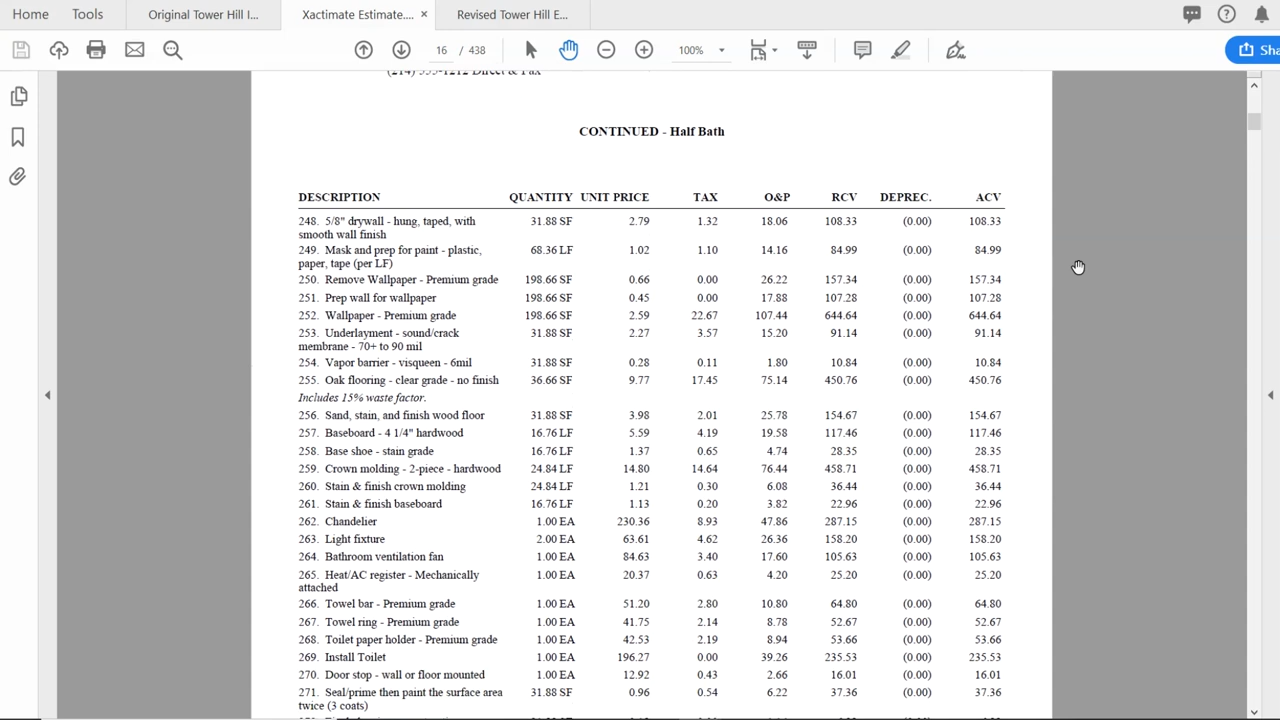 Home Tools Original Tower Hill I... Xactimate Estimate.... × Revised Tower Hill E... ?
16 / 438 100% Sha
(214) 555-1212 Direct & Fax
CONTINUED - Half Bath
DESCRIPTION QUANTITY UNIT PRICE TAX O&P RCV DEPREC. ACV
248. 5/8" drywall - hung, taped, with 31.88 SF 2.79 1.32 18.06 108.33 (0.00) 108.33
smooth wall finish
249. Mask and prep for paint - plastic, 68.36 LF 1.02 1.10 14.16 84.99 (0.00) 84.99
paper, tape (per LF)
250. Remove Wallpaper - Premium grade 198.66 SF 0.66 0.00 26.22 157.34 (0.00) 157.34
251. Prep wall for wallpaper 198.66 SF 0.45 0.00 17.88 107.28 (0.00) 107.28
252. Wallpaper - Premium grade 198.66 SF 2.59 22.67 107.44 644.64 (0.00) 644.64
253. Underlayment - sound/crack 31.88 SF 2.27 3.57 15.20 91.14 (0.00) 91.14
membrane - 70+ to 90 mil
254. Vapor barrier - visqueen - 6mil 31.88 SF 0.28 0.11 1.80 10.84 (0.00) 10.84
255. Oak flooring - clear grade - no finish 36.66 SF 9.77 17.45 75.14 450.76 (0.00) 450.76
Includes 15% waste factor.
256. Sand, stain, and finish wood floor 31.88 SF 3.98 2.01 25.78 154.67 (0.00) 154.67
257. Baseboard - 4 1/4" hardwood 16.76 LF 5.59 4.19 19.58 117.46 (0.00) 117.46
258. Base shoe - stain grade 16.76 LF 1.37 0.65 4.74 28.35 (0.00) 28.35
259. Crown molding - 2-piece - hardwood 24.84 LF 14.80 14.64 76.44 458.71 (0.00) 458.71
260. Stain & finish crown molding 24.84 LF 1.21 0.30 6.08 36.44 (0.00) 36.44
261. Stain & finish baseboard 16.76 LF 1.13 0.20 3.82 22.96 (0.00) 22.96
262. Chandelier 1.00 EA 230.36 8.93 47.86 287.15 (0.00) 287.15
263. Light fixture 2.00 EA 63.61 4.62 26.36 158.20 (0.00) 158.20
264. Bathroom ventilation fan 1.00 EA 84.63 3.40 17.60 105.63 (0.00) 105.63
265. Heat/AC register - Mechanically 1.00 EA 20.37 0.63 4.20 25.20 (0.00) 25.20
attached
266. Towel bar - Premium grade 1.00 EA 51.20 2.80 10.80 64.80 (0.00) 64.80
267. Towel ring - Premium grade 1.00 EA 41.75 2.14 8.78 52.67 (0.00) 52.67
268. Toilet paper holder - Premium grade 1.00 EA 42.53 2.19 8.94 53.66 (0.00) 53.66
269. Install Toilet 1.00 EA 196.27 0.00 39.26 235.53 (0.00) 235.53
270. Door stop - wall or floor mounted 1.00 EA 12.92 0.43 2.66 16.01 (0.00) 16.01
271. Seal/prime then paint the surface area 31.88 SF 0.96 0.54 6.22 37.36 (0.00) 37.36
twice (3 coats)